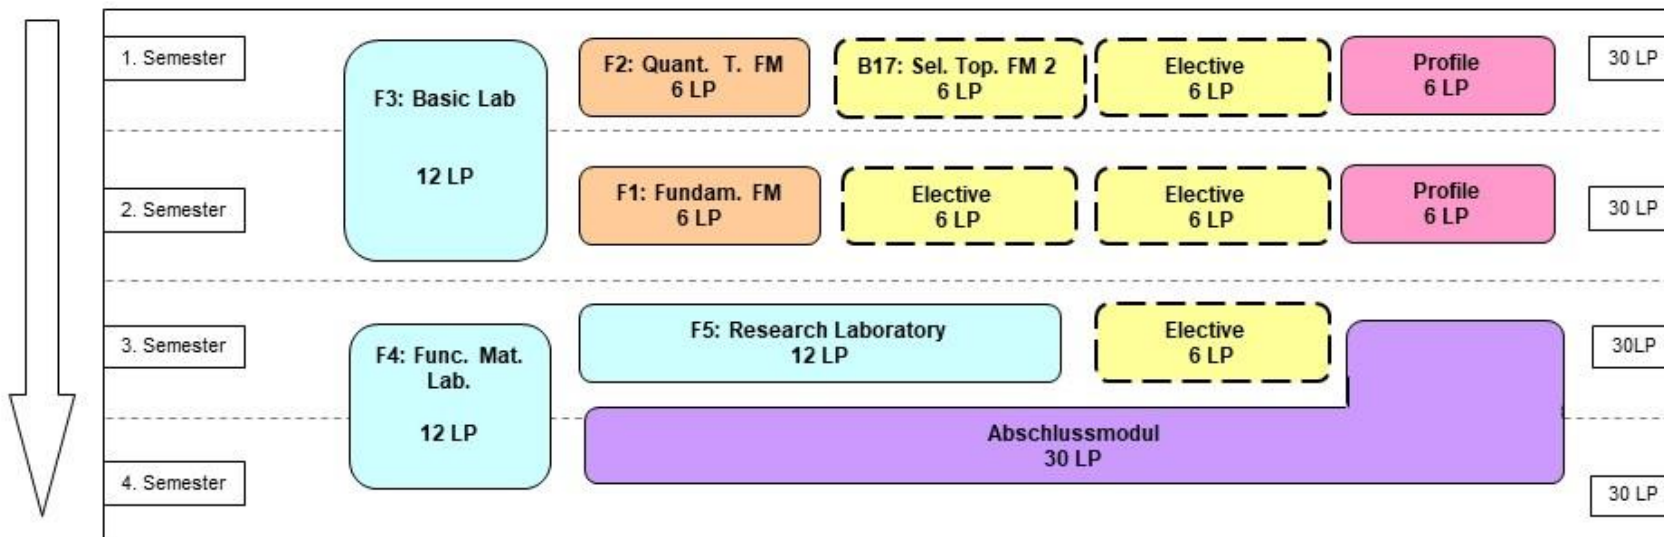 1. Semester
F3: Basic Lab
12 LP
F2: Quant. T. FM
6 LP
B17: Sel. Top. FM 2
6 LP
Elective
6 LP
Profile
6 LP
30 LP
2. Semester
F1: Fundam. FM
6 LP
Elective
6 LP
Elective
6 LP
Profile
6 LP
30 LP
3. Semester
F4: Func. Mat.
Lab.
12 LP
F5: Research Laboratory
12 LP
Elective
6 LP
30LP
Abschlussmodul
30 LP
4. Semester
30 LP